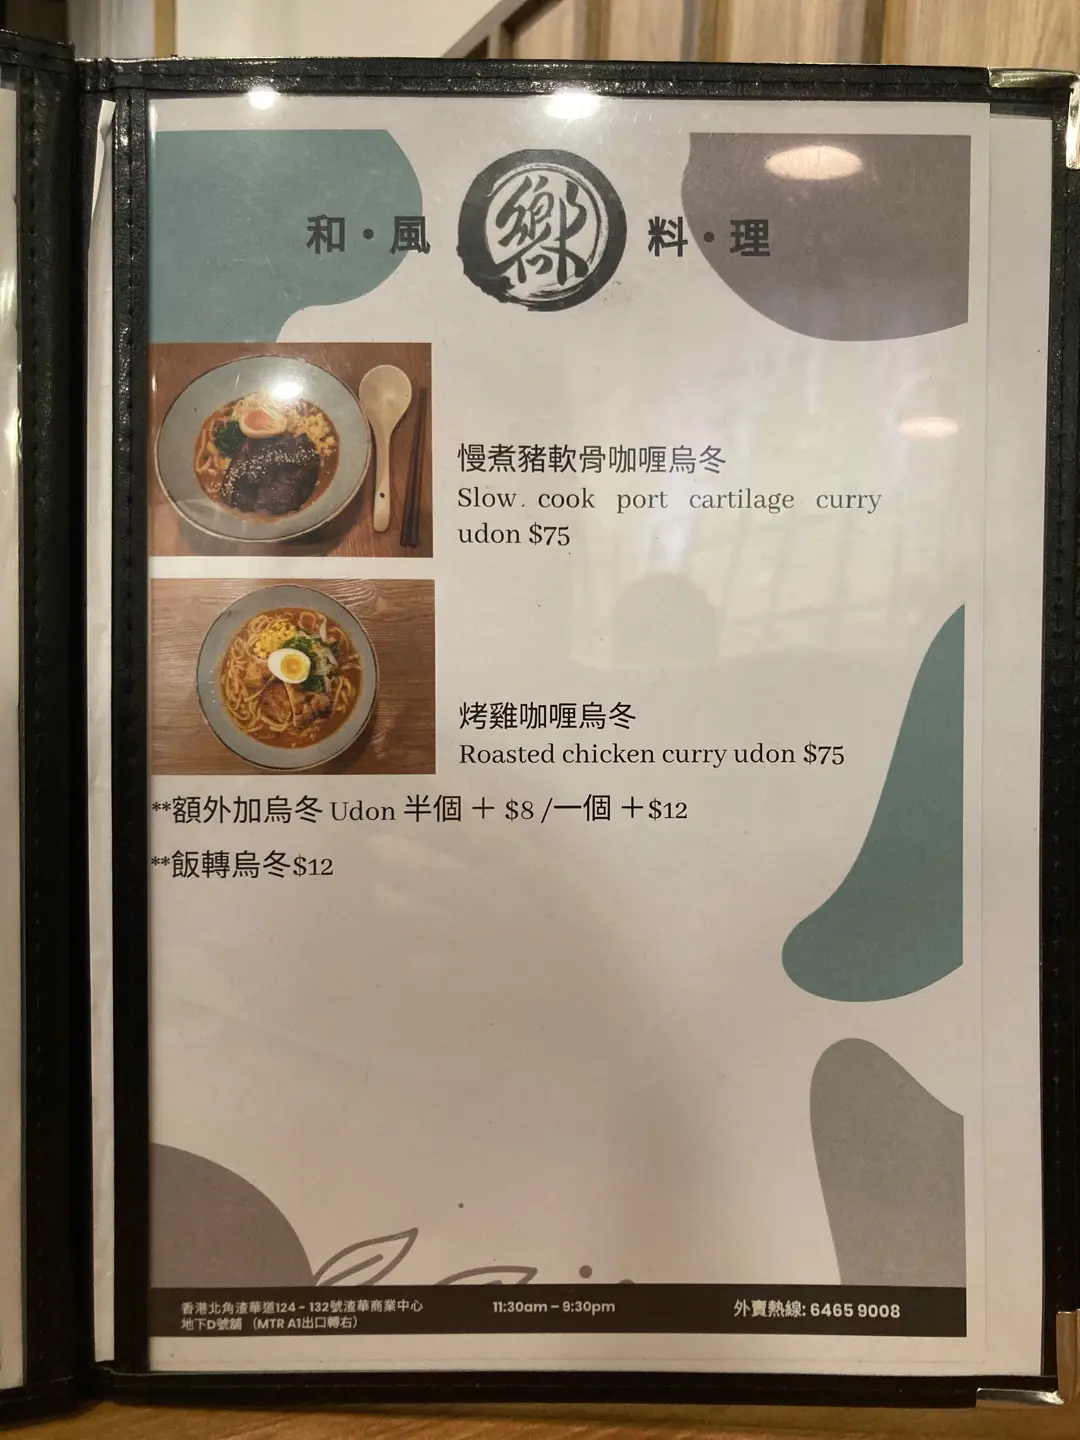 和·風 嚮 料·理
慢煮豬軟骨咖喱烏冬
Slow. cook port cartilage curry
udon $75
烤雞咖喱烏冬
Roasted chicken curry udon $75
**額外加烏冬 Udon 半個 + $8 /一個 +$12
**飯轉烏冬$12
香港北角渣華道124 - 132號渣華商業中心
地下D號舖 （MTR A1出口轉右）
11:30am – 9:30pm
外賣熱線: 6465 9008